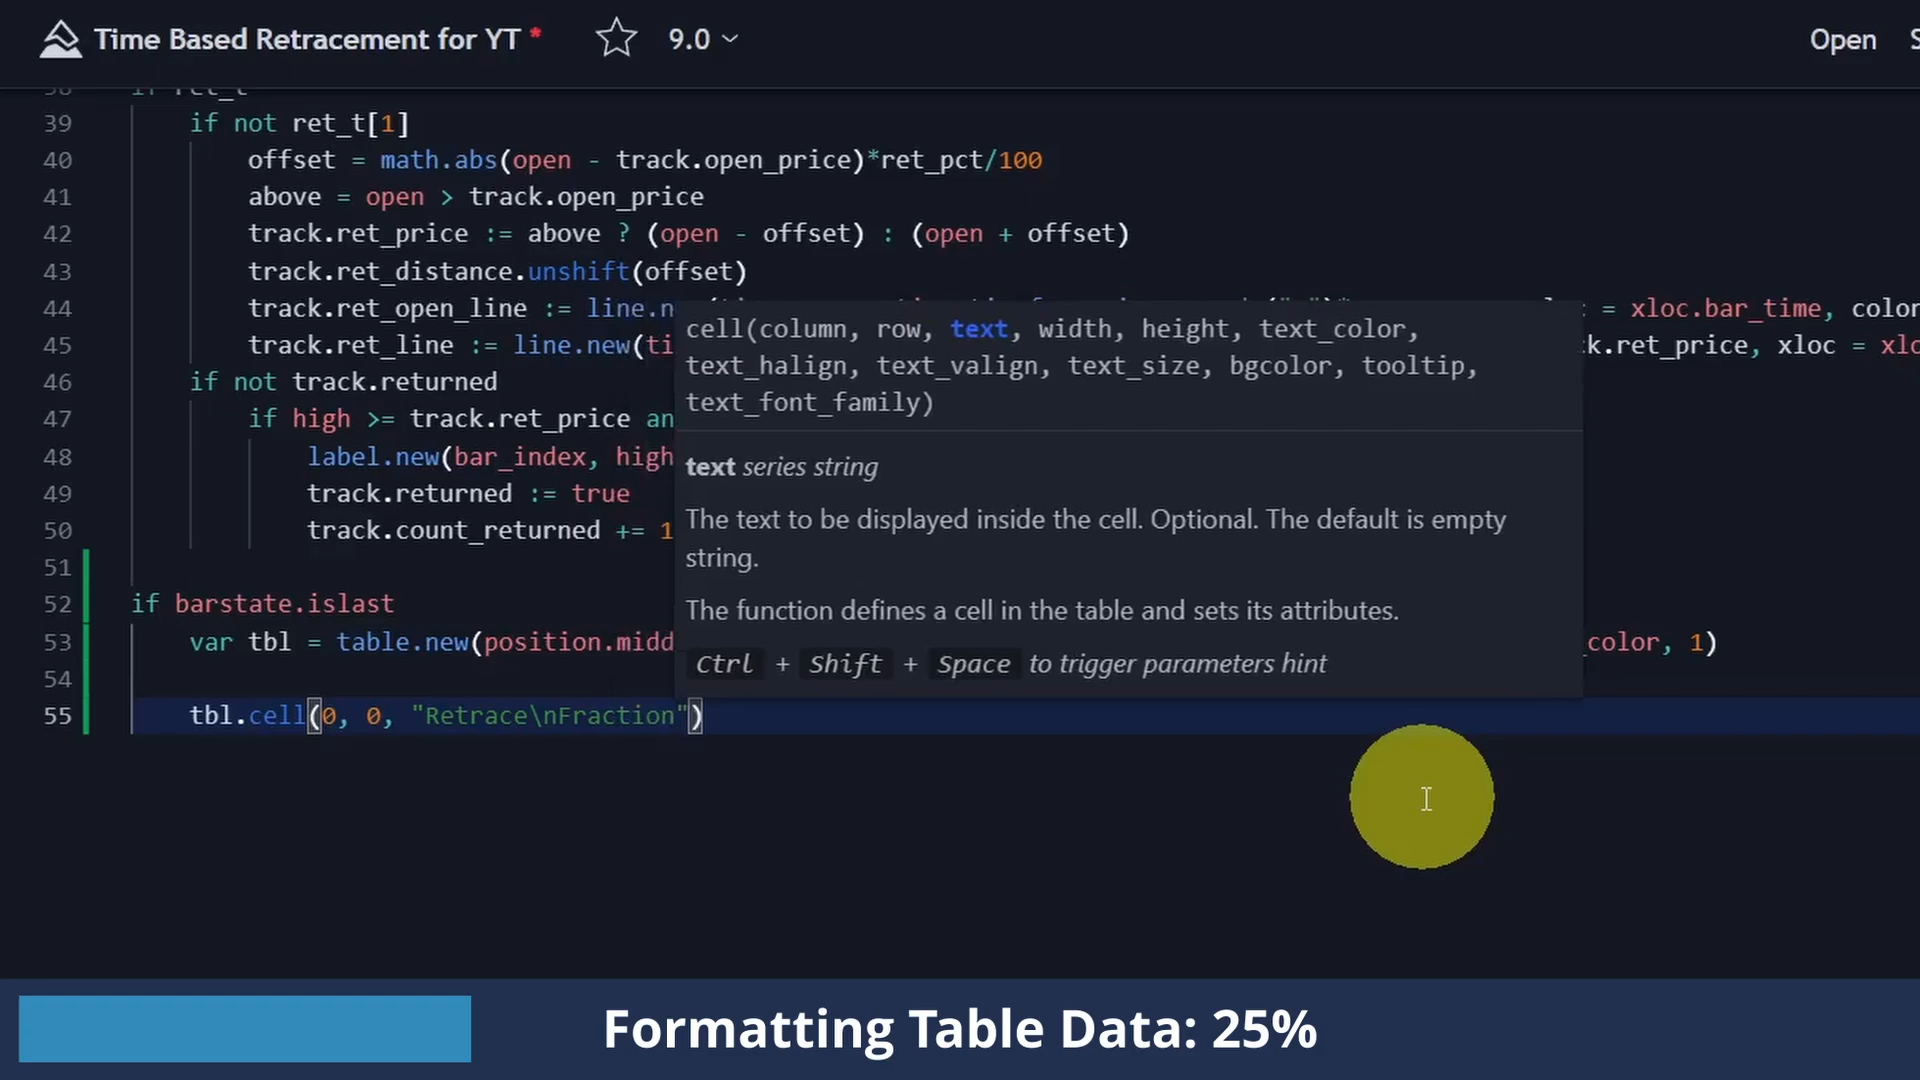 Time Based Retracement for YT *
9.0
Open
38 if ret_t
39 if not ret_t[1]
40 offset = math.abs(open - track.open_price)*ret_pct/100
41 above = open > track.open_price
42 track.ret_price := above ? (open - offset) : (open + offset)
43 track.ret_distance.unshift(offset)
44 track.ret_open_line := line.n = xloc.bar_time, color
45 track.ret_line := line.new(ti k.ret_price, xloc = xlo
46 if not track.returned
47 if high >= track.ret_price an
48 label.new(bar_index, high
49 track.returned := true
50 track.count_returned += 1
51
52 if barstate.islast
53 var tbl = table.new(position.midd color, 1)
54
55 tbl.cell(0, 0, "Retrace\nFraction")
cell(column, row, text, width, height, text_color,
text_halign, text_valign, text_size, bgcolor, tooltip,
text_font_family)
text series string
The text to be displayed inside the cell. Optional. The default is empty
string.
The function defines a cell in the table and sets its attributes.
Ctrl + Shift + Space to trigger parameters hint
Formatting Table Data: 25%